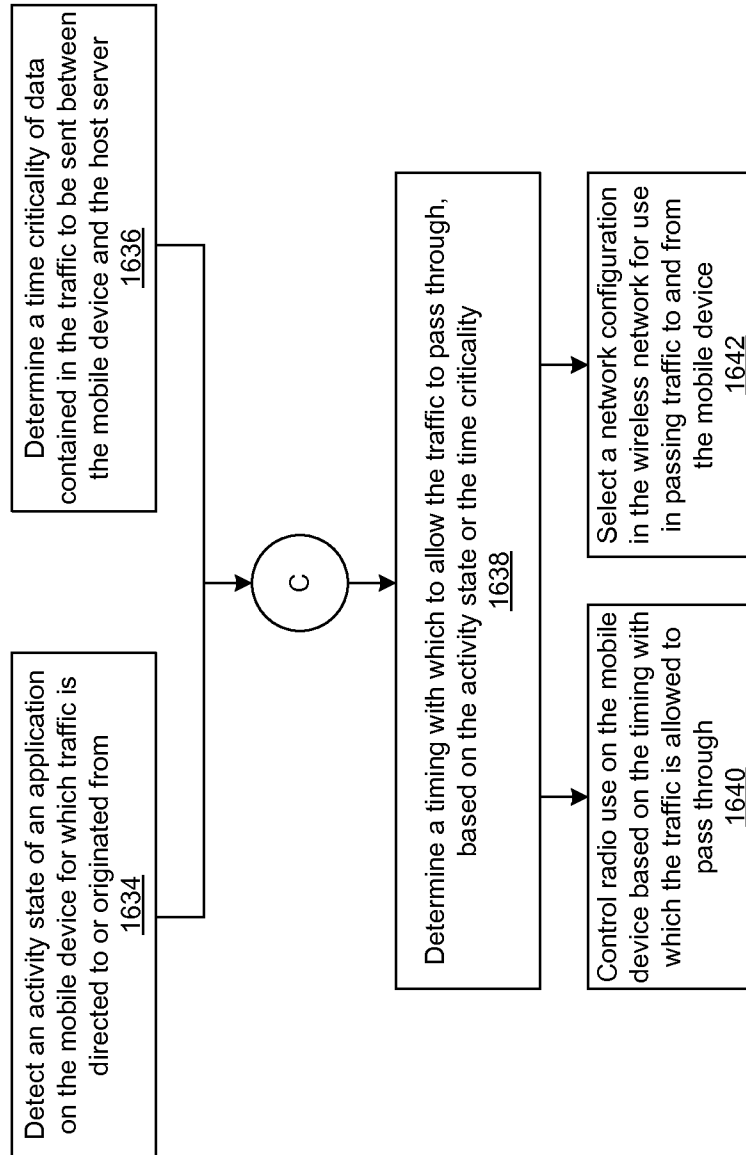 Detect an activity state of an application
on the mobile device for which traffic is
directed to or originated from
1634
Determine a time criticality of data
contained in the traffic to be sent between
the mobile device and the host server
1636
C
Determine a timing with which to allow the traffic to pass through,
based on the activity state or the time criticality
1638
Control radio use on the mobile
device based on the timing with
which the traffic is allowed to
pass through
1640
Select a network configuration
in the wireless network for use
in passing traffic to and from
the mobile device
1642